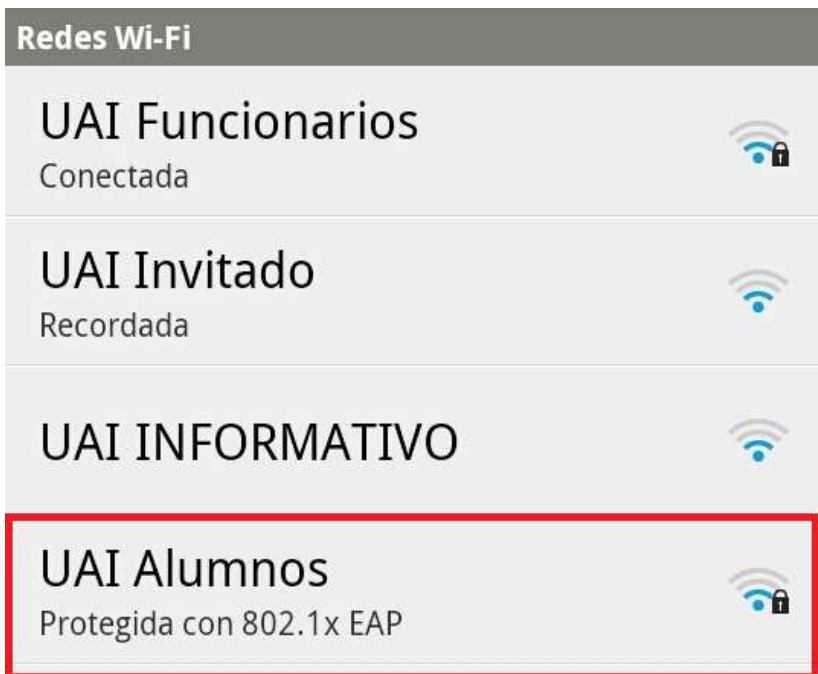 Redes Wi-Fi
UAI Funcionarios
Conectada
UAI Invitado
Recordada
UAI INFORMATIVO
UAI Alumnos
Protegida con 802.1x EAP